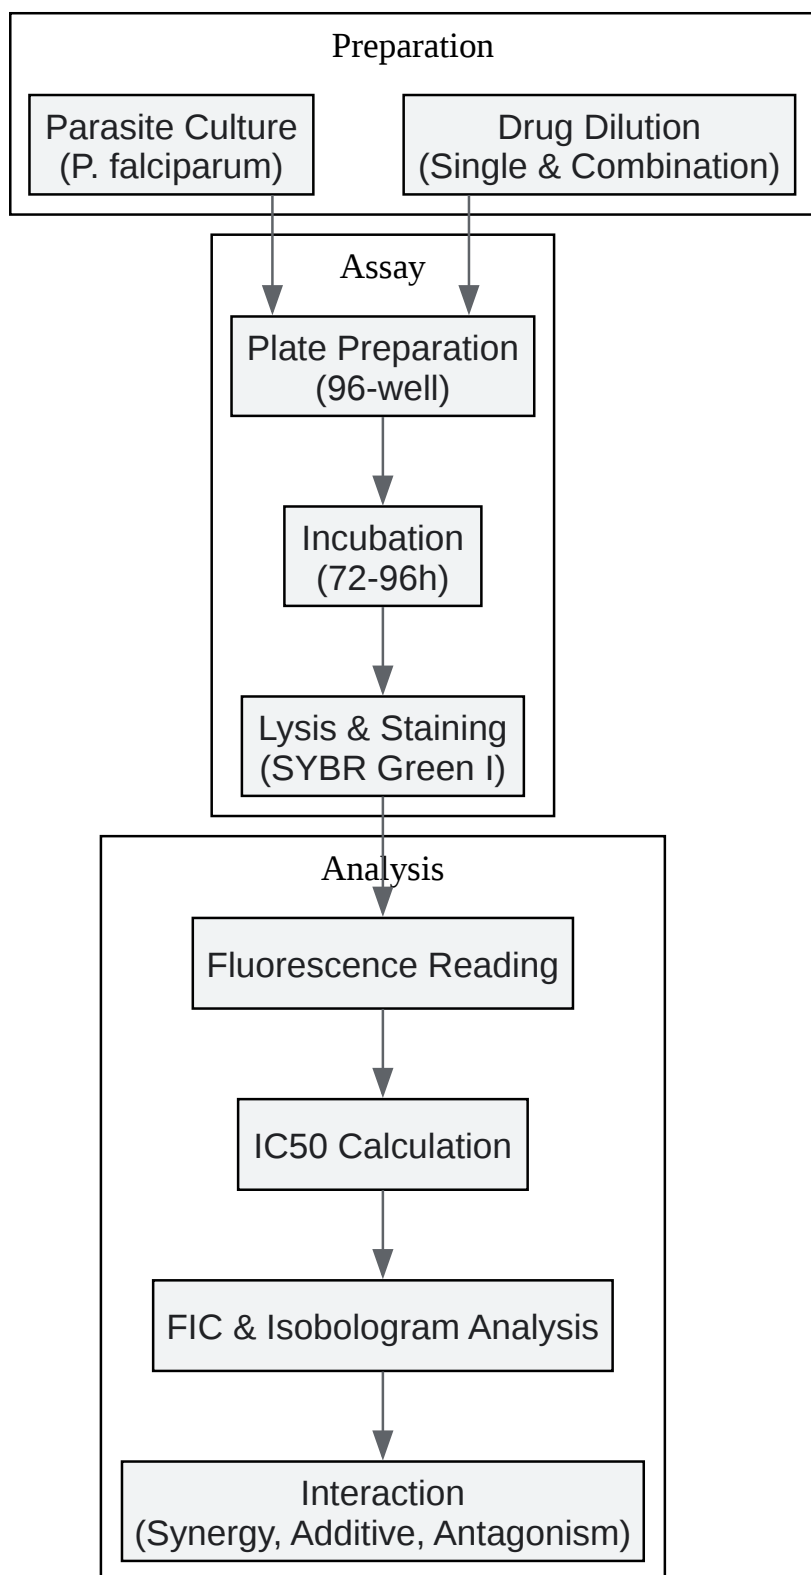 Preparation
Parasite Culture
(P. falciparum)
Drug Dilution
(Single & Combination)
Assay
Plate Preparation
(96-well)
Incubation
(72-96h)
Lysis & Staining
(SYBR Green I)
Analysis
Fluorescence Reading
IC50 Calculation
FIC & Isobologram Analysis
Interaction
(Synergy, Additive, Antagonism)